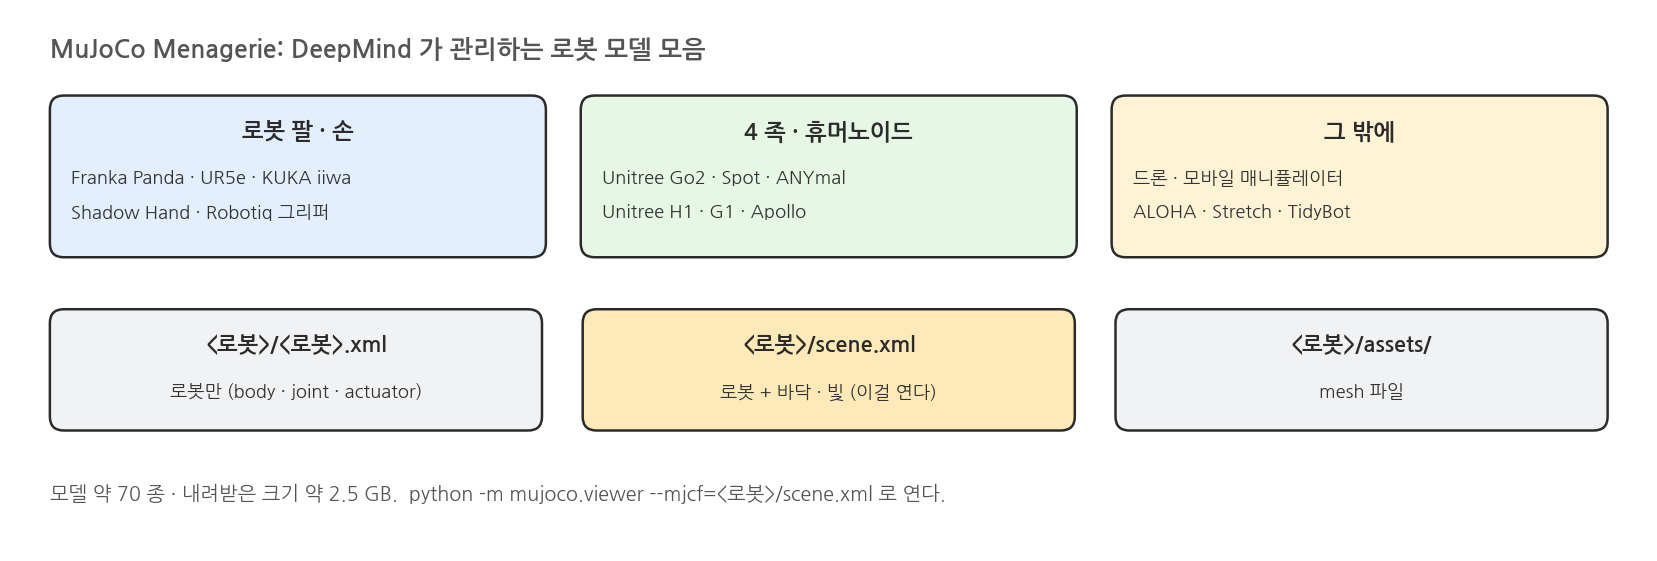 MuJoCo Menagerie: DeepMind 가 관리하는 로봇 모델 모음
로봇 팔 · 손
Franka Panda · UR5e · KUKA iiwa
Shadow Hand · Robotiq 그리퍼
4 족 · 휴머노이드
Unitree Go2 · Spot · ANYmal
Unitree H1 · G1 · Apollo
그 밖에
드론 · 모바일 매니퓰레이터
ALOHA · Stretch · TidyBot
<로봇>/<로봇>.xml
로봇만 (body · joint · actuator)
<로봇>/scene.xml
로봇 + 바닥 · 빛 (이걸 연다)
<로봇>/assets/
mesh 파일
모델 약 70 종 · 내려받은 크기 약 2.5 GB. python -m mujoco.viewer --mjcf=<로봇>/scene.xml 로 연다.